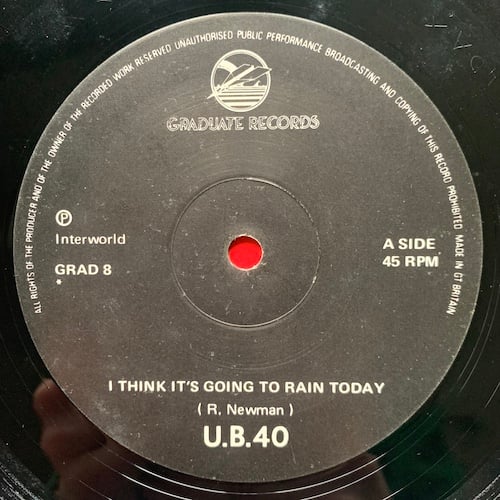 ALL RIGHTS OF THE PRODUCER AND OF THE OWNER OF THE RECORDED WORK RESERVED UNAUTHORISED PUBLIC PERFORMANCE BROADCASTING AND COPYING OF THIS RECORD PROHIBITED MADE IN GT BRITAIN
GRADUATE RECORDS
℗
Interworld
GRAD 8
*
A SIDE
45 RPM
I THINK IT'S GOING TO RAIN TODAY
( R. Newman )
U.B.40